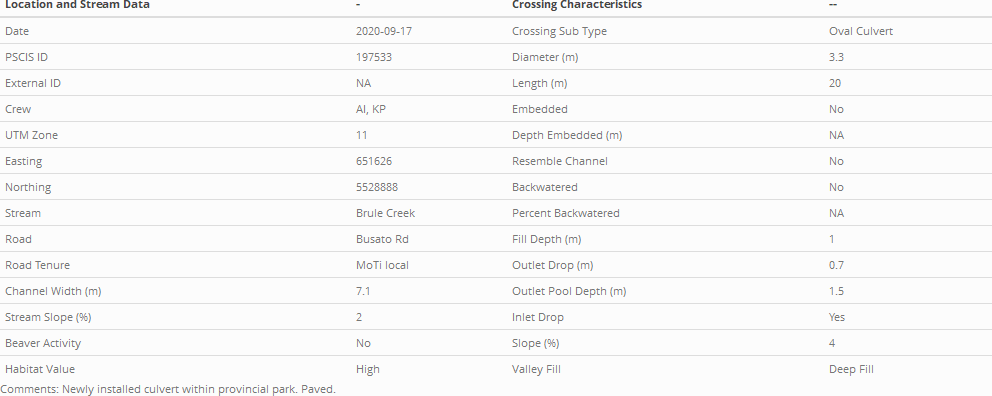 Location and Stream Data - Crossing Characteristics --
Date 2020-09-17 Crossing Sub Type Oval Culvert
PSCIS ID 197533 Diameter (m) 3.3
External ID NA Length (m) 20
Crew AI, KP Embedded No
UTM Zone 11 Depth Embedded (m) NA
Easting 651626 Resemble Channel No
Northing 5528888 Backwatered No
Stream Brule Creek Percent Backwatered NA
Road Busato Rd Fill Depth (m) 1
Road Tenure MoTi local Outlet Drop (m) 0.7
Channel Width (m) 7.1 Outlet Pool Depth (m) 1.5
Stream Slope (%) 2 Inlet Drop Yes
Beaver Activity No Slope (%) 4
Habitat Value High Valley Fill Deep Fill
Comments: Newly installed culvert within provincial park. Paved.